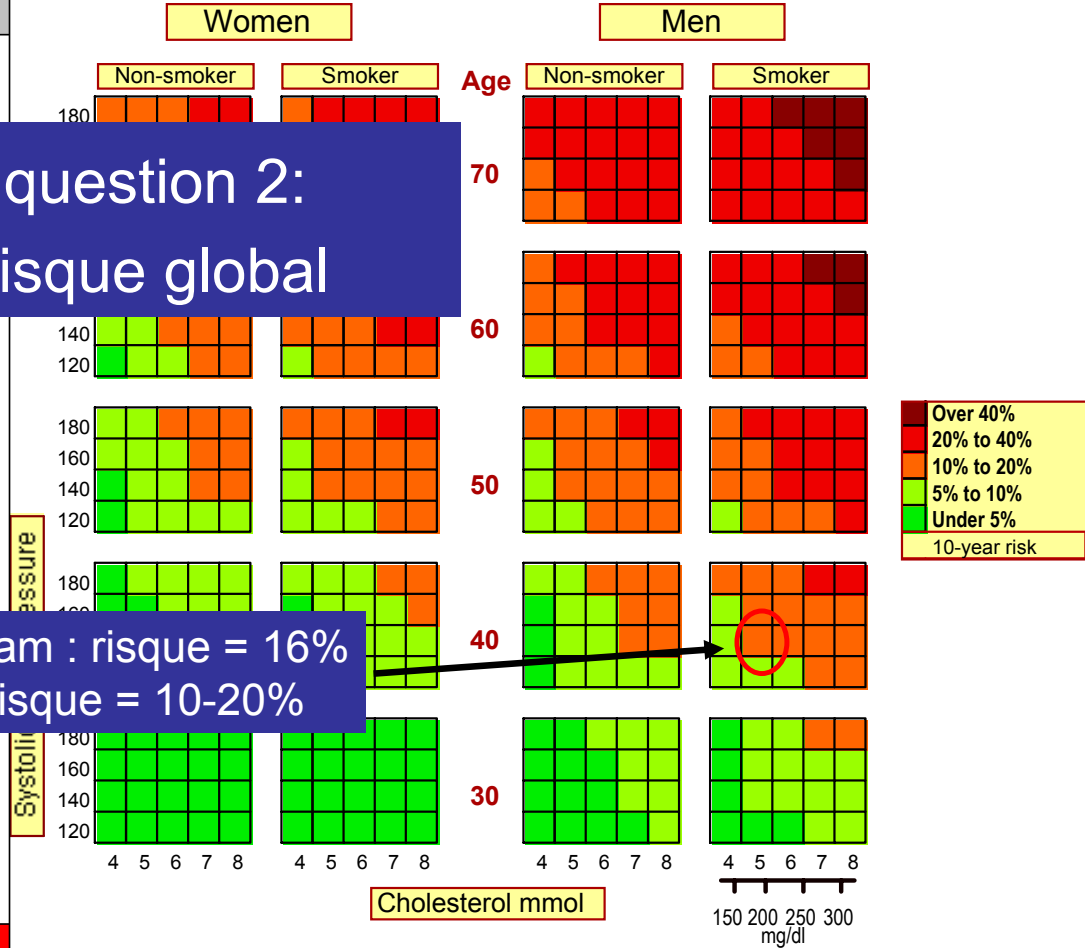 Women Men
Non-smoker Smoker Age Non-smoker Smoker
180
question 2:
risque global
70
140
120
60
180
160
140
120
50
Over 40%
20% to 40%
10% to 20%
5% to 10%
Under 5%
10-year risk
180
40
am : risque = 16%
risque = 10-20%
180
160
140
120
30
Systolic
essure
4 5 6 7 8 4 5 6 7 8 4 5 6 7 8 4 5 6 7 8
Cholesterol mmol
150 200 250 300
mg/dl